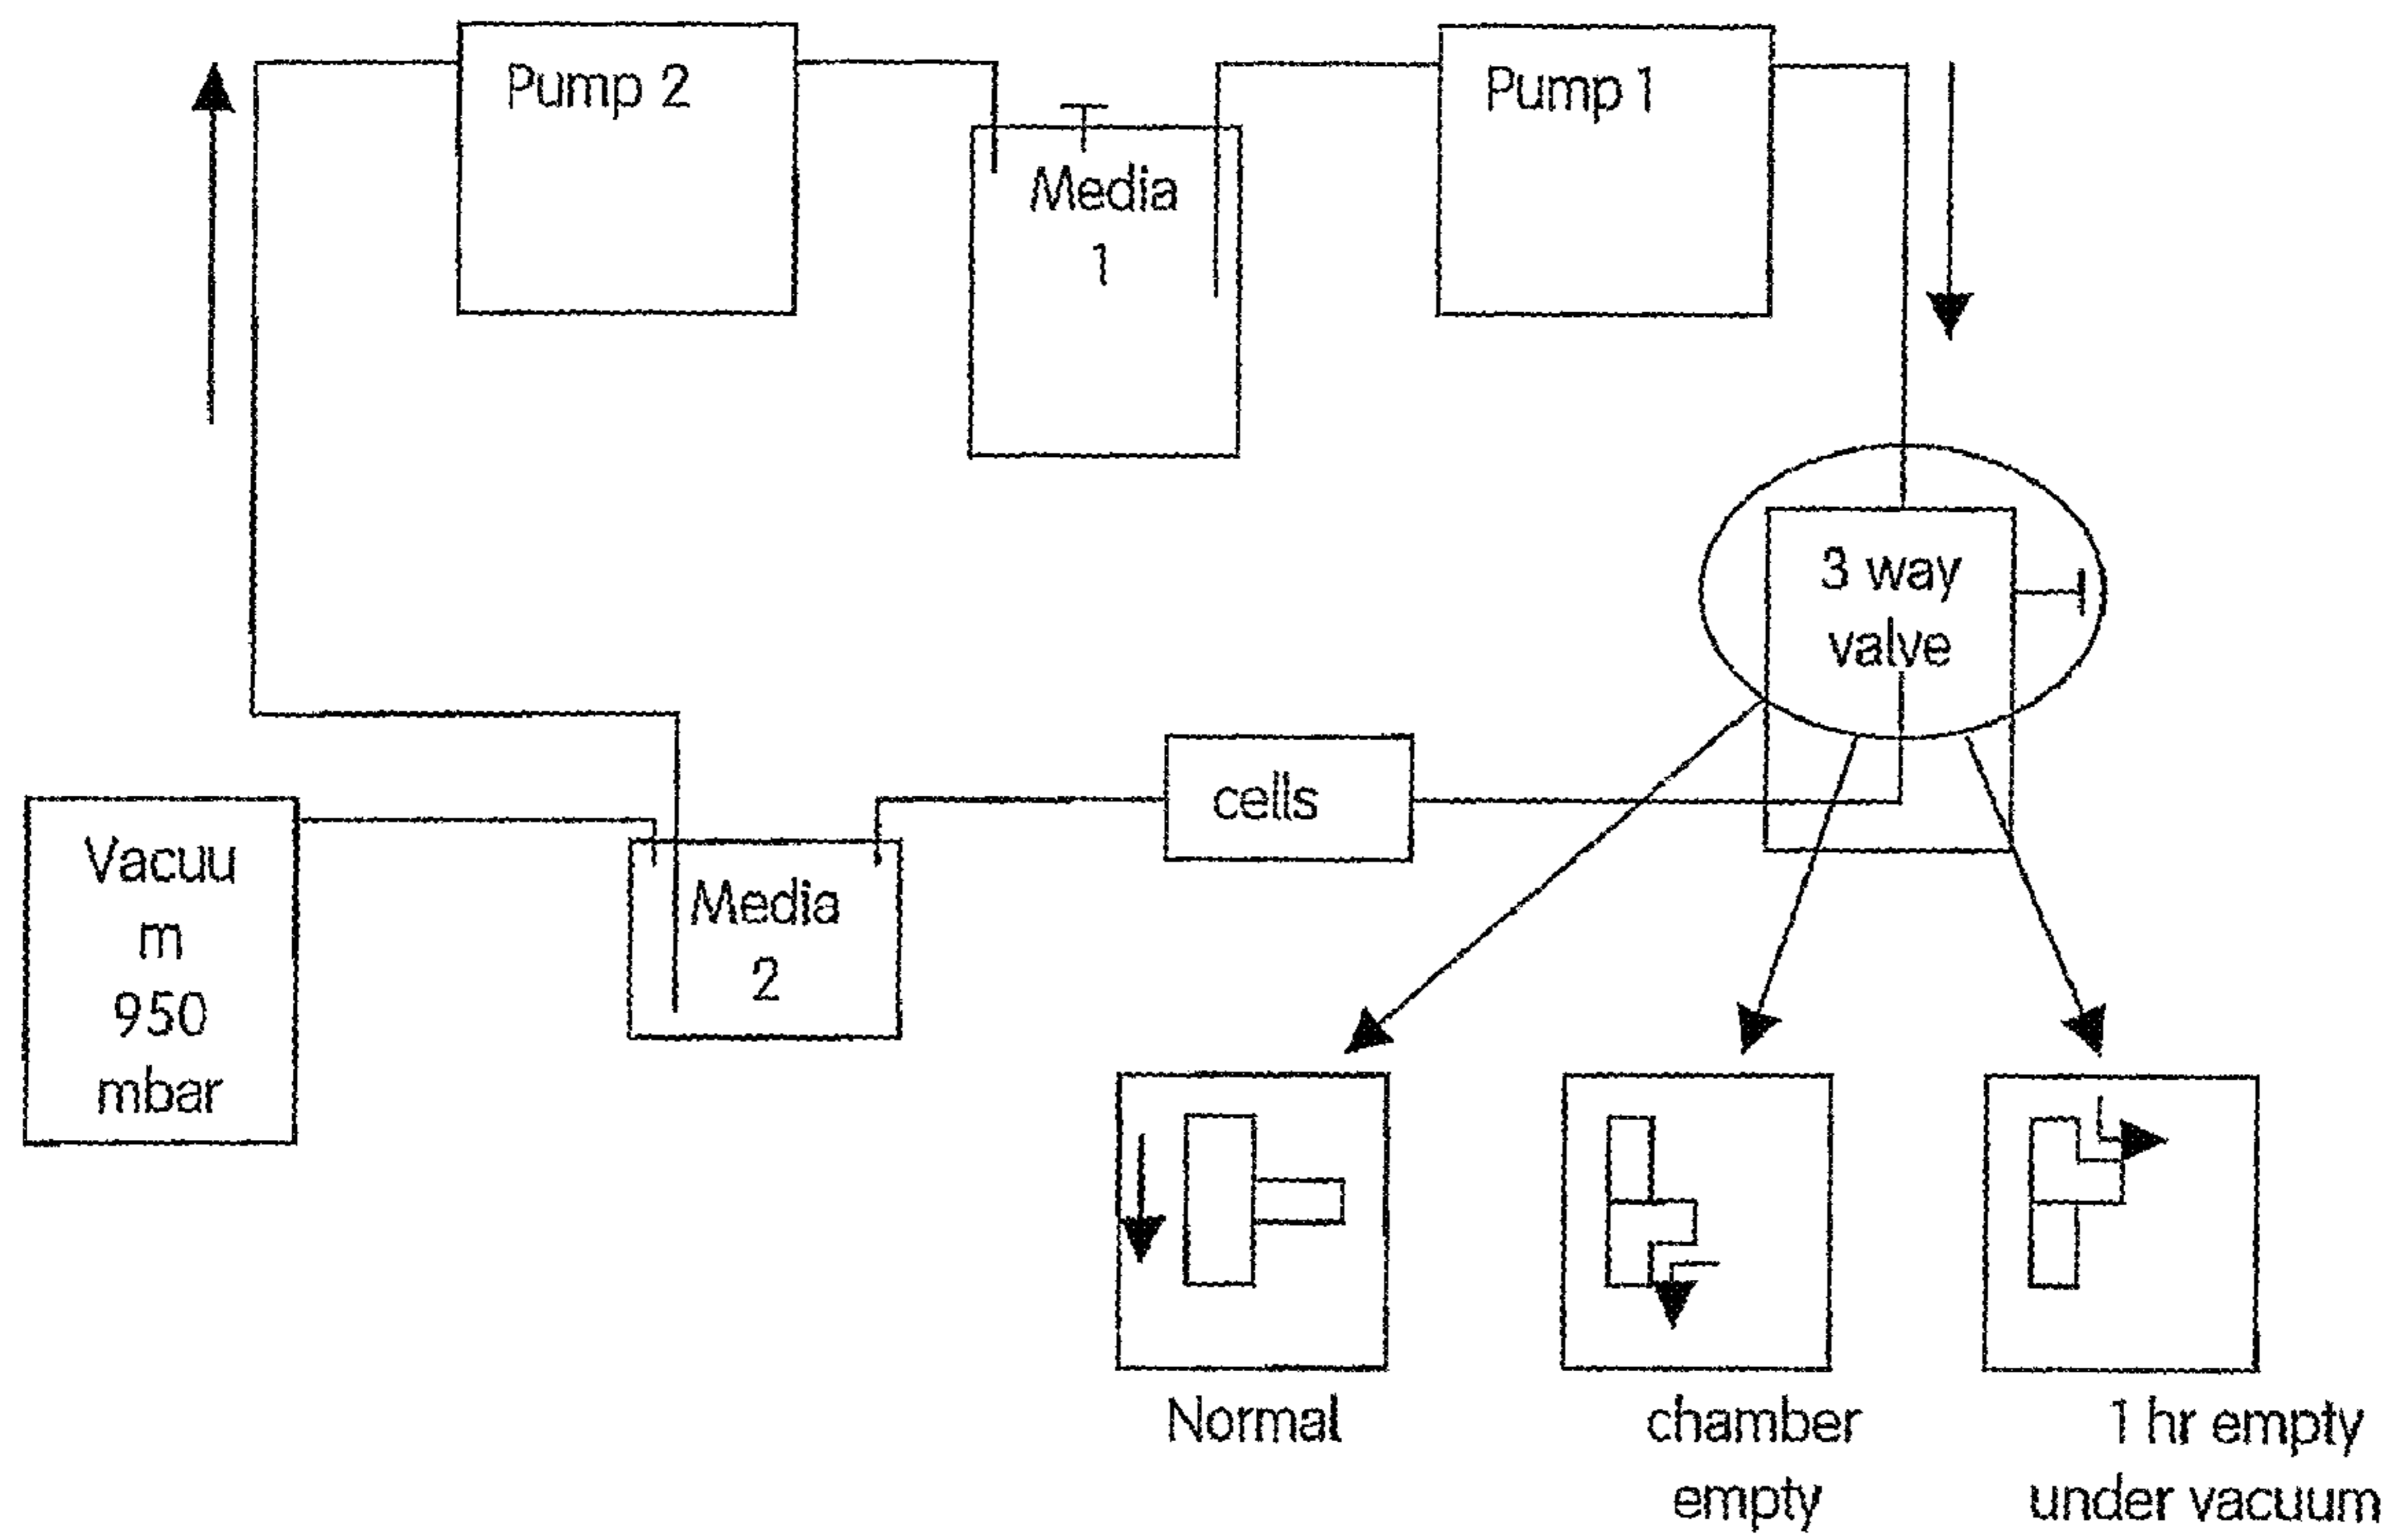 Pump 2
Pump 1
Media
1
3 way
valve
cells
Vacuu
m
950
mbar
Media
2
Normal
chamber
empty
1 hr empty
under vacuum